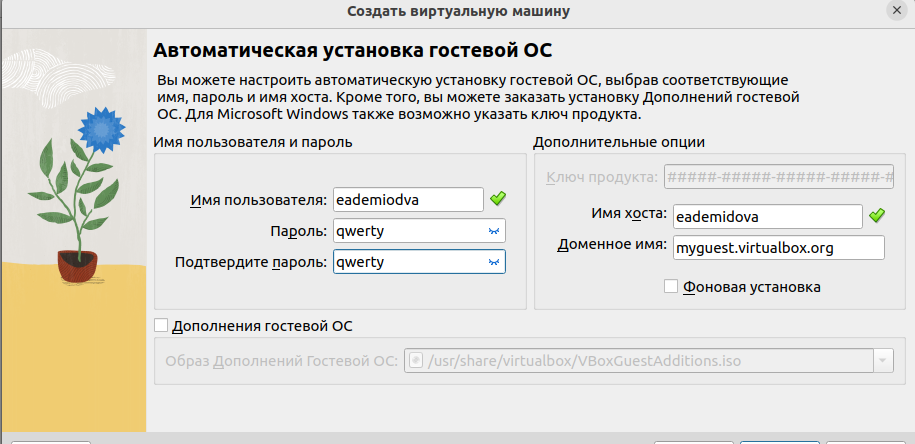 Создать виртуальную машину
Автоматическая установка гостевой ОС
Вы можете настроить автоматическую установку гостевой ОС, выбрав соответствующие
имя, пароль и имя хоста. Кроме того, вы можете заказать установку Дополнений гостевой
ОС. Для Microsoft Windows также возможно указать ключ продукта.
Имя пользователя и пароль
Имя пользователя: eademiodva
Пароль: qwerty
Подтвердите пароль: qwerty
Дополнительные опции
Ключ продукта: #####-#####-#####-#####-#
Имя хоста: eademidova
Доменное имя: myguest.virtualbox.org
Фоновая установка
Дополнения гостевой ОС
Образ Дополнений Гостевой ОС: /usr/share/virtualbox/VBoxGuestAdditions.iso